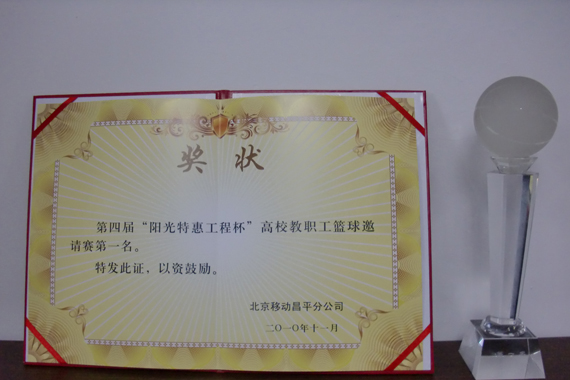 奖 状
第四届“阳光特惠工程杯”高校教职工篮球邀
请赛第一名。
特发此证，以资鼓励。
北京移动昌平分公司
二〇一〇年十一月